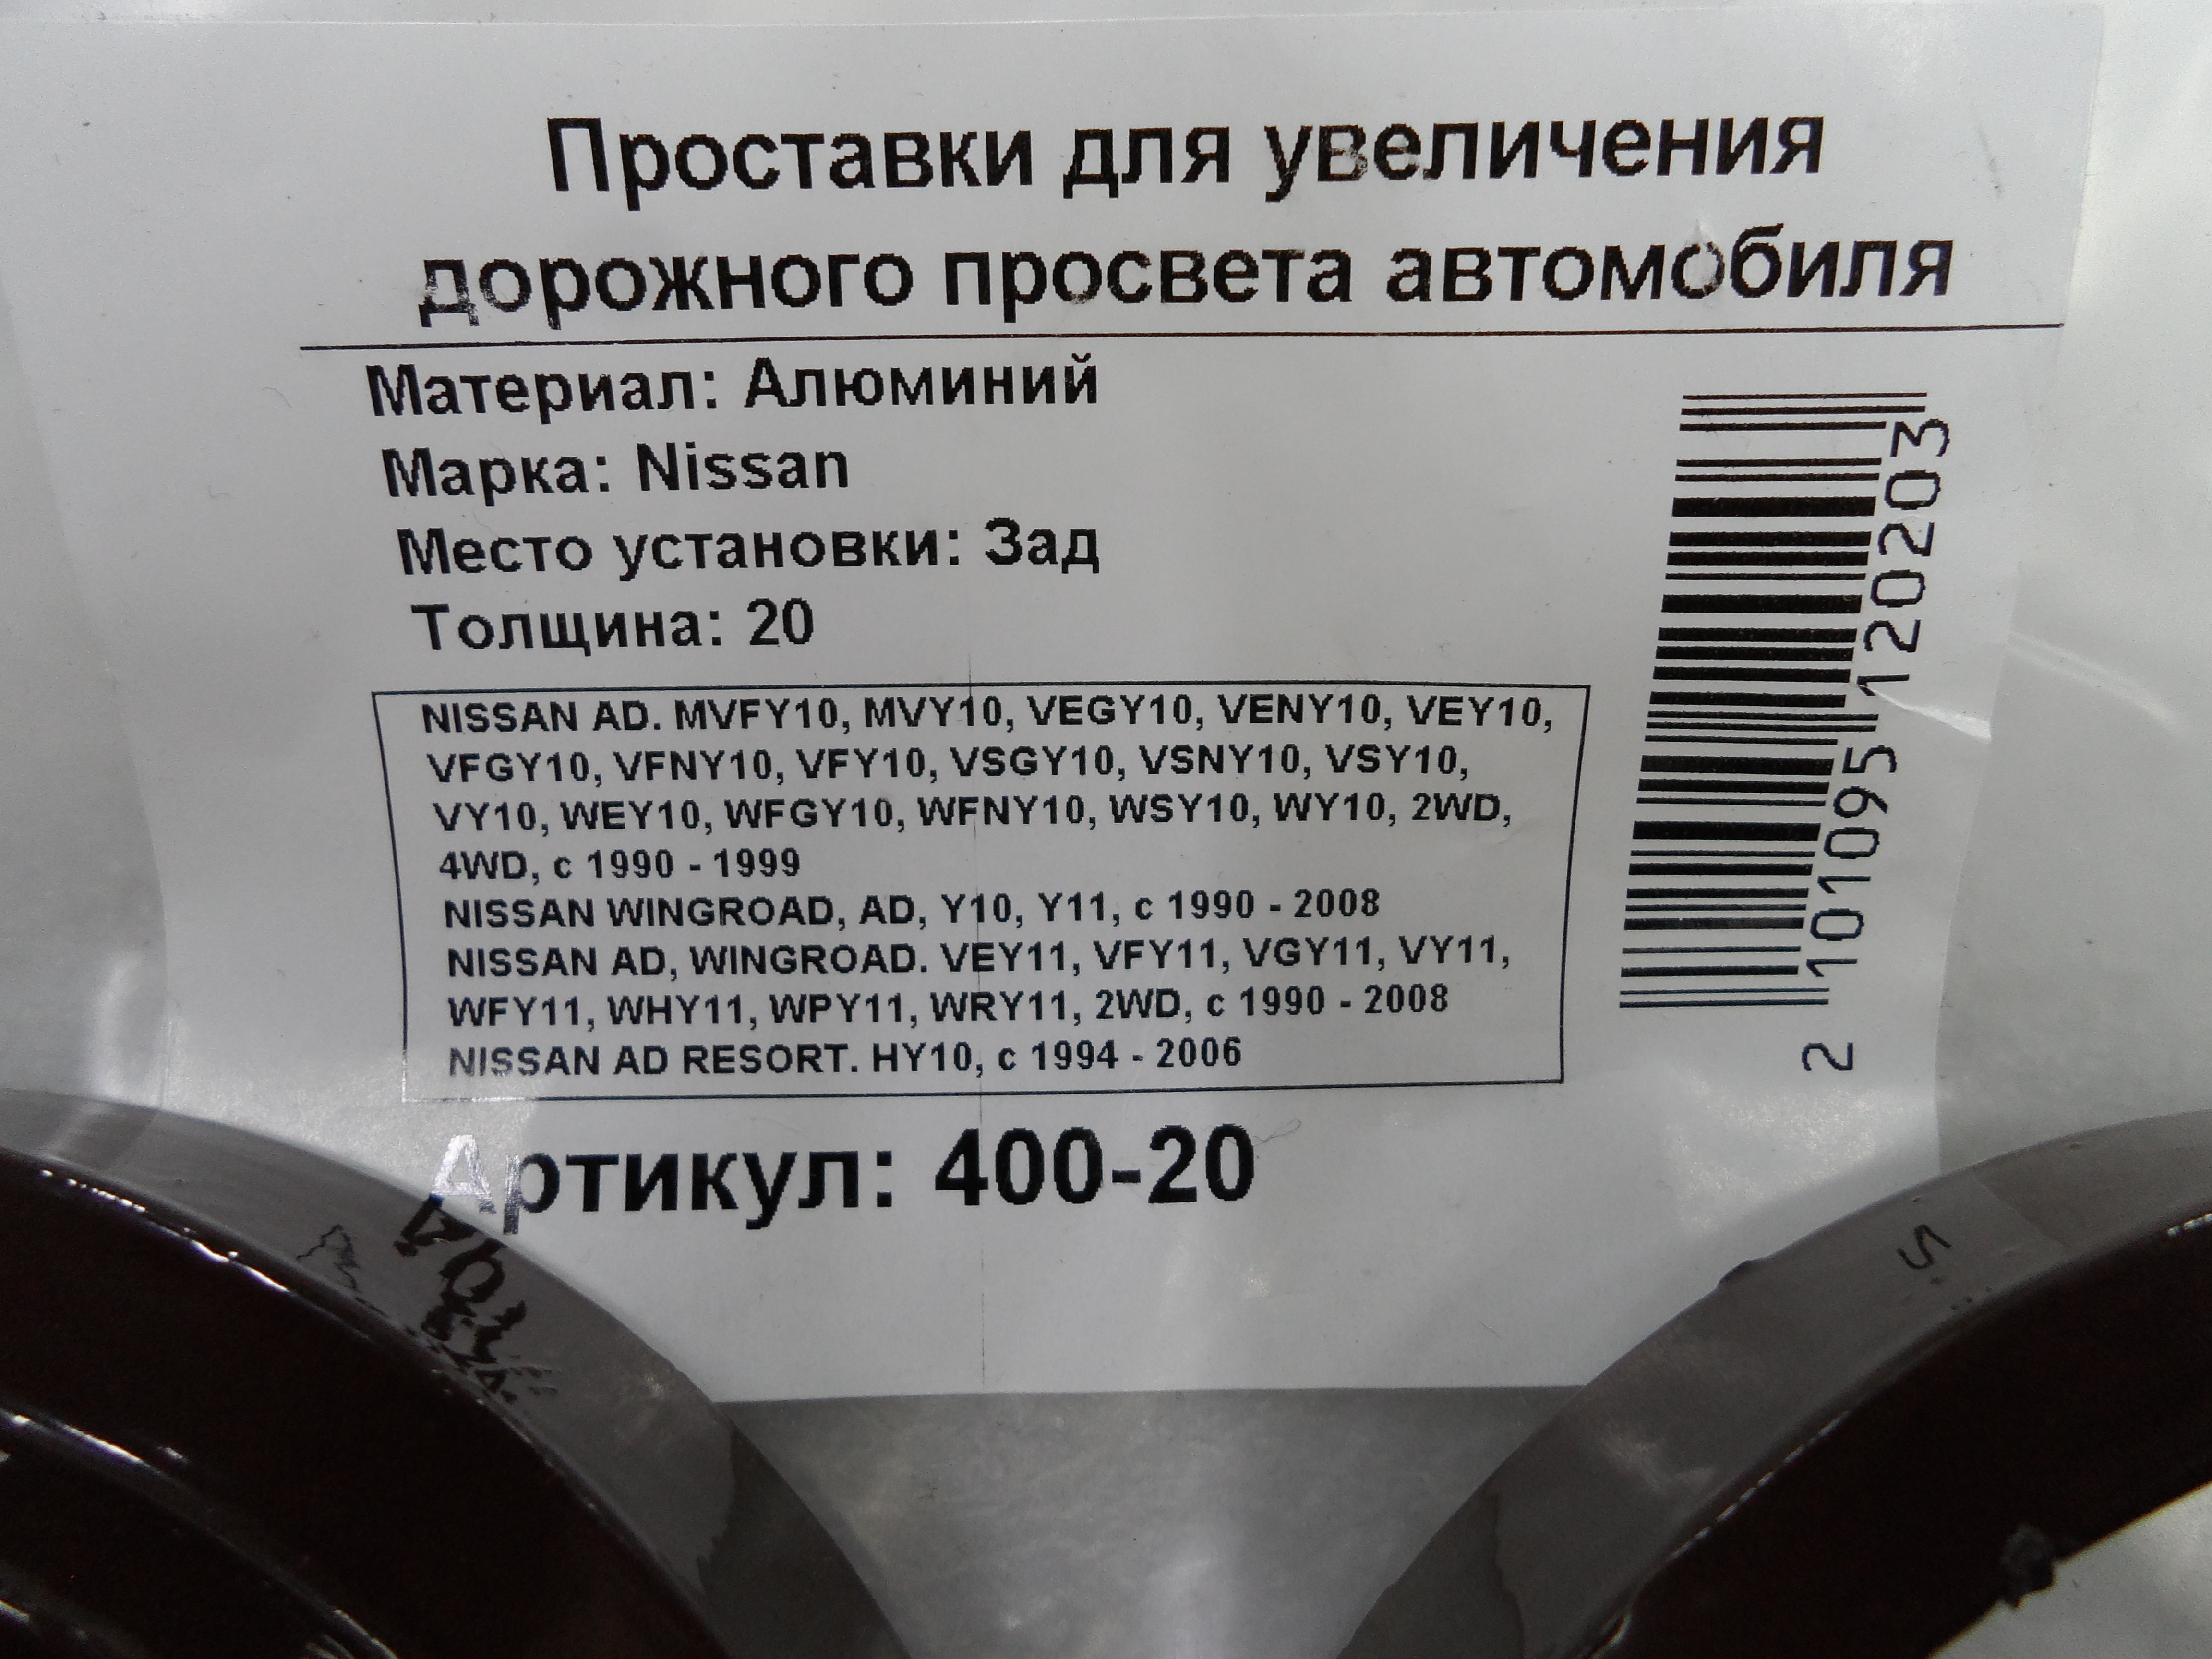 Проставки для увеличения
дорожного просвета автомобиля
Материал: Алюминий
Марка: Nissan
Место установки: Зад
Толщина: 20
NISSAN AD. MVFY10, MVY10, VEGY10, VENY10, VEY10,
VFGY10, VFNY10, VFY10, VSGY10, VSNY10, VSY10,
VY10, WEY10, WFGY10, WFNY10, WSY10, WY10, 2WD,
4WD, с 1990 - 1999
NISSAN WINGROAD, AD, Y10, Y11, с 1990 - 2008
NISSAN AD, WINGROAD. VEY11, VFY11, VGY11, VY11,
WFY11, WHY11, WPY11, WRY11, 2WD, с 1990 - 2008
NISSAN AD RESORT. HY10, с 1994 - 2006
Артикул: 400-20
2 101095 120203